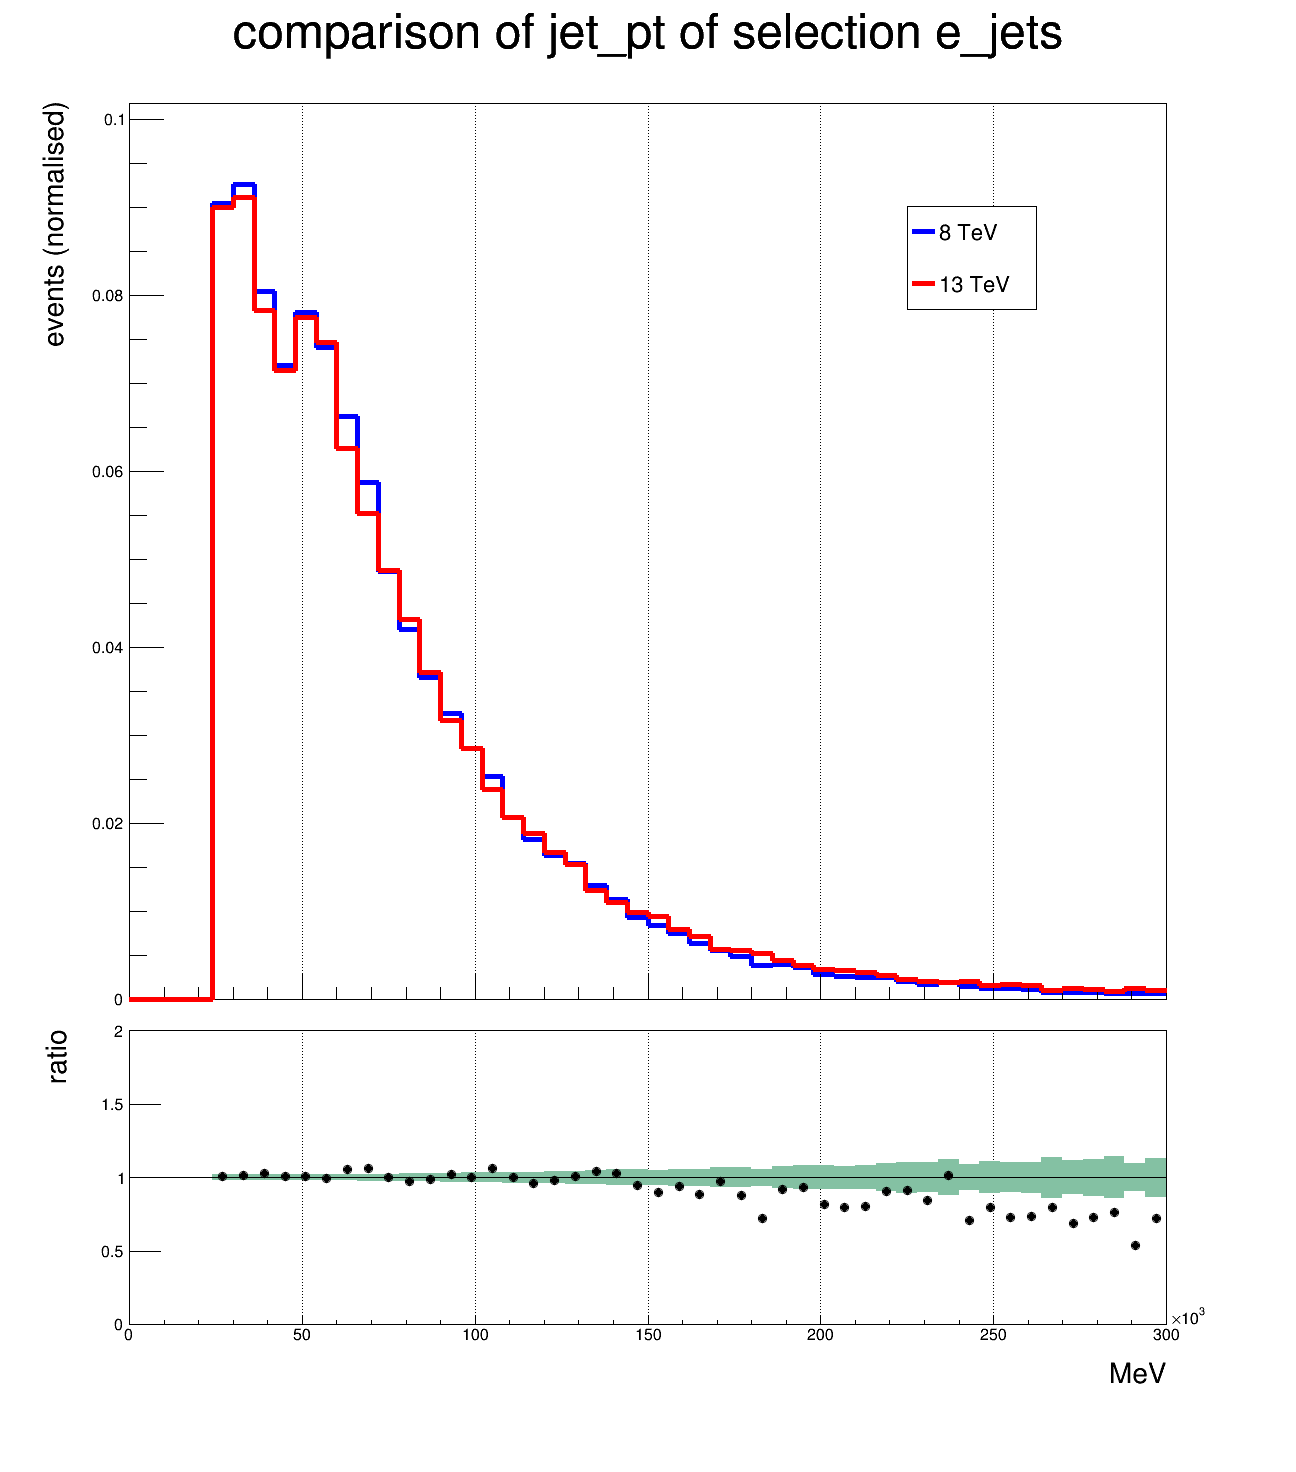 comparison of jet_pt of selection e_jets
events (normalised)
0.1
0.08
0.06
0.04
0.02
0
8 TeV
13 TeV
ratio
2
1.5
1
0.5
0
0 50 100 150 200 250 300
×10³
MeV